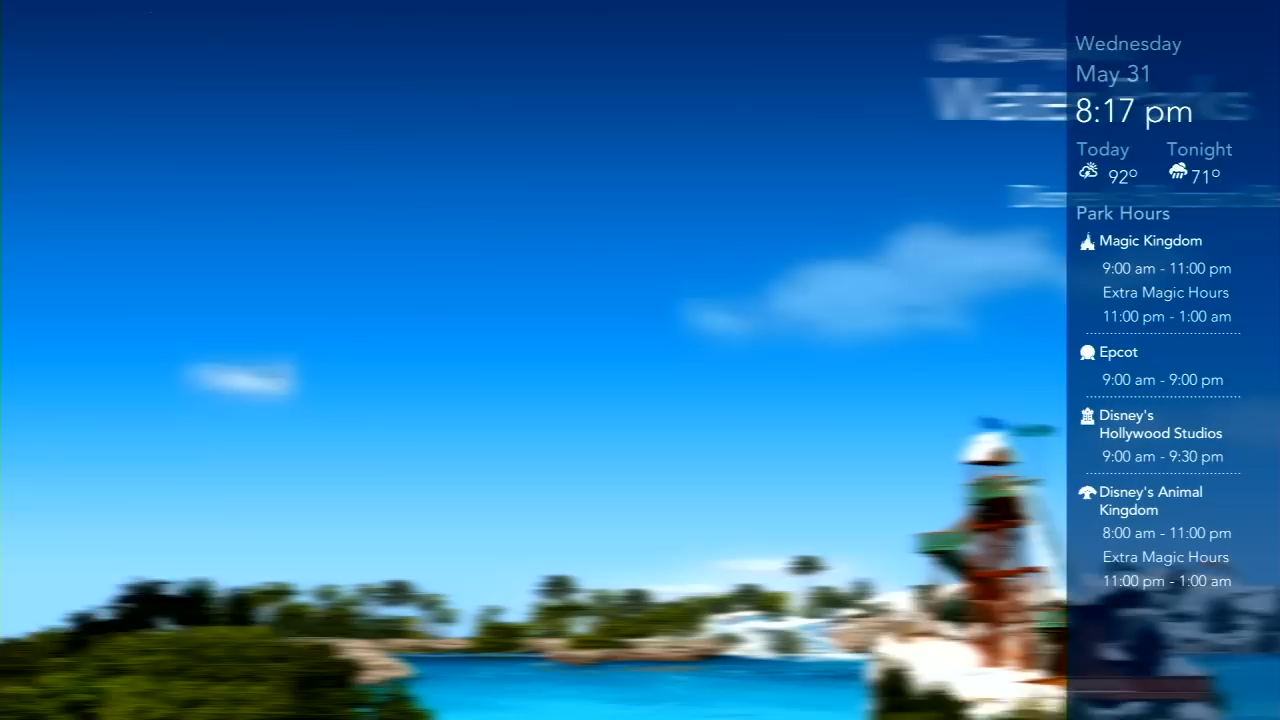 Wednesday
May 31
8:17 pm
Today Tonight
92° 71°
Park Hours
Magic Kingdom
9:00 am - 11:00 pm
Extra Magic Hours
11:00 pm - 1:00 am
Epcot
9:00 am - 9:00 pm
Disney's
Hollywood Studios
9:00 am - 9:30 pm
Disney's Animal
Kingdom
8:00 am - 11:00 pm
Extra Magic Hours
11:00 pm - 1:00 am